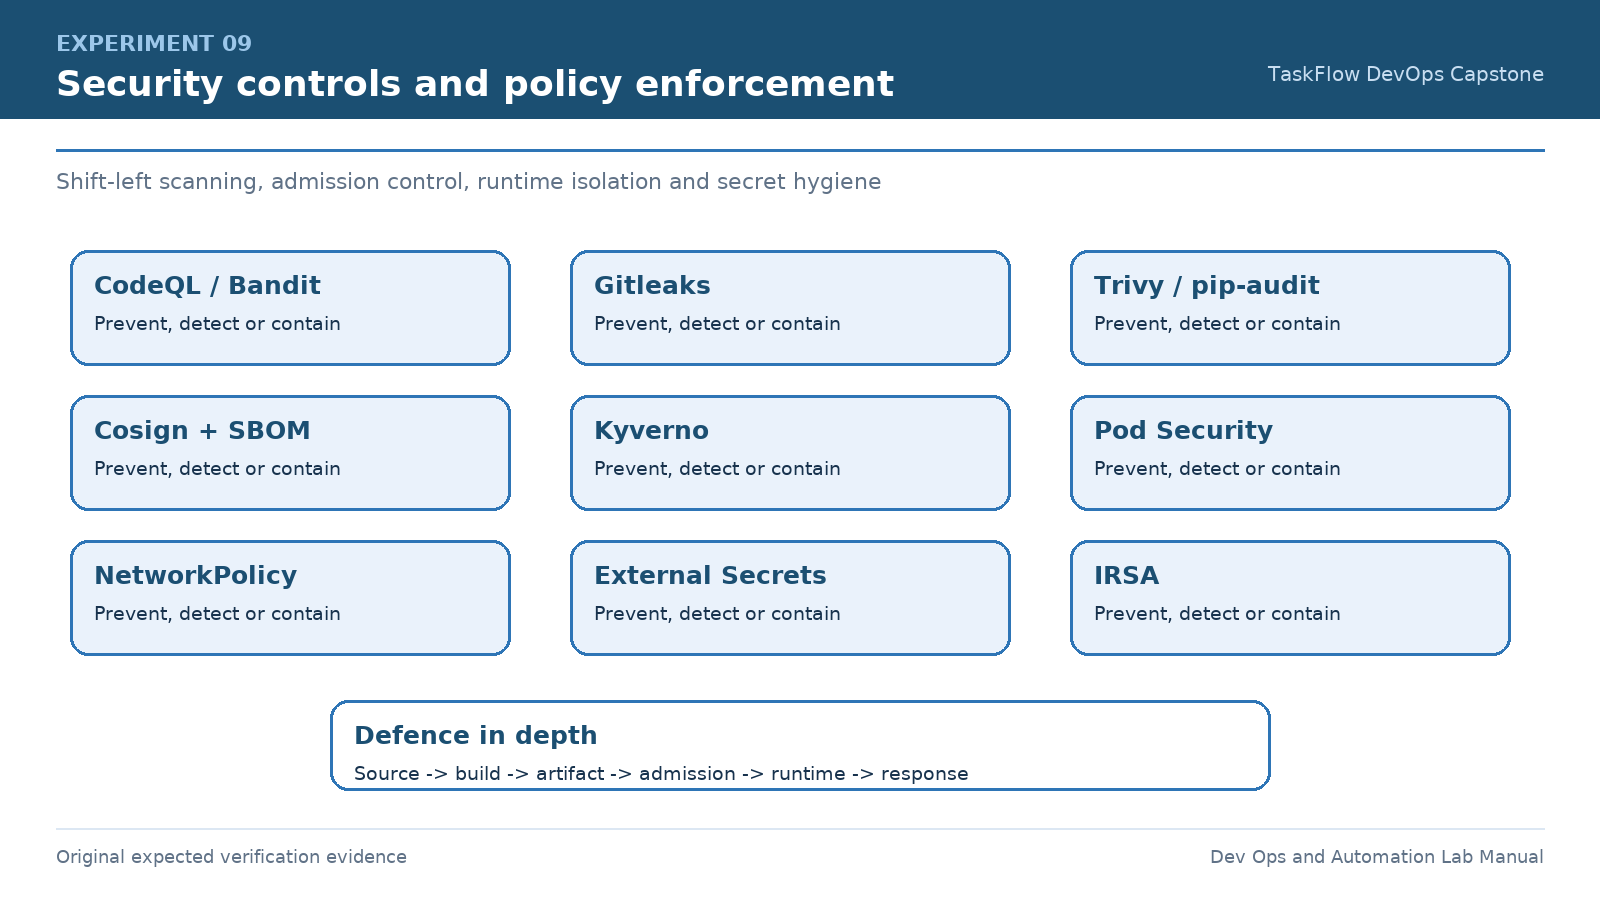 EXPERIMENT 09
Security controls and policy enforcement
TaskFlow DevOps Capstone
Shift-left scanning, admission control, runtime isolation and secret hygiene
CodeQL / Bandit
Prevent, detect or contain
Gitleaks
Prevent, detect or contain
Trivy / pip-audit
Prevent, detect or contain
Cosign + SBOM
Prevent, detect or contain
Kyverno
Prevent, detect or contain
Pod Security
Prevent, detect or contain
NetworkPolicy
Prevent, detect or contain
External Secrets
Prevent, detect or contain
IRSA
Prevent, detect or contain
Defence in depth
Source -> build -> artifact -> admission -> runtime -> response
Original expected verification evidence
Dev Ops and Automation Lab Manual